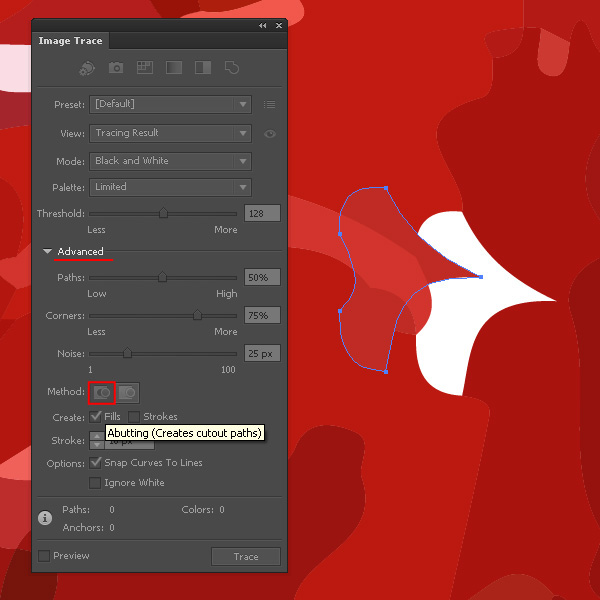 Image Trace
Preset: [Default]
View: Tracing Result
Mode: Black and White
Palette: Limited
Threshold: 128
Less More
Advanced
Paths: 50%
Low High
Corners: 75%
Less More
Noise: 25 px
1 100
Method:
Create: Fills Strokes
Abutting (Creates cutout paths)
Stroke:
Options: Snap Curves To Lines
Ignore White
Paths: 0 Colors: 0
Anchors: 0
Preview Trace